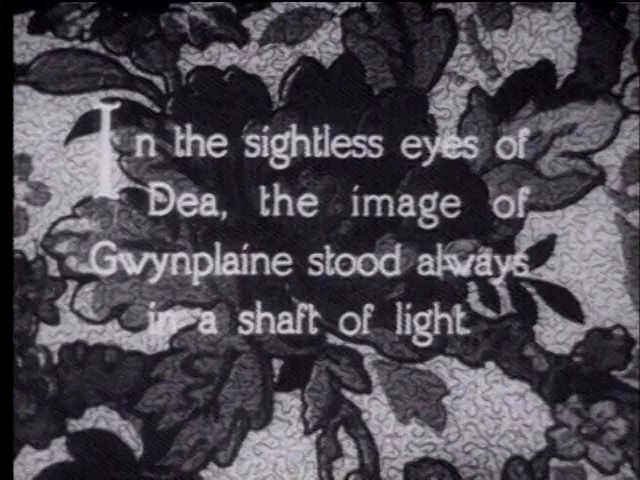 In the sightless eyes of
Dea, the image of
Gwynplaine stood always
in a shaft of light.